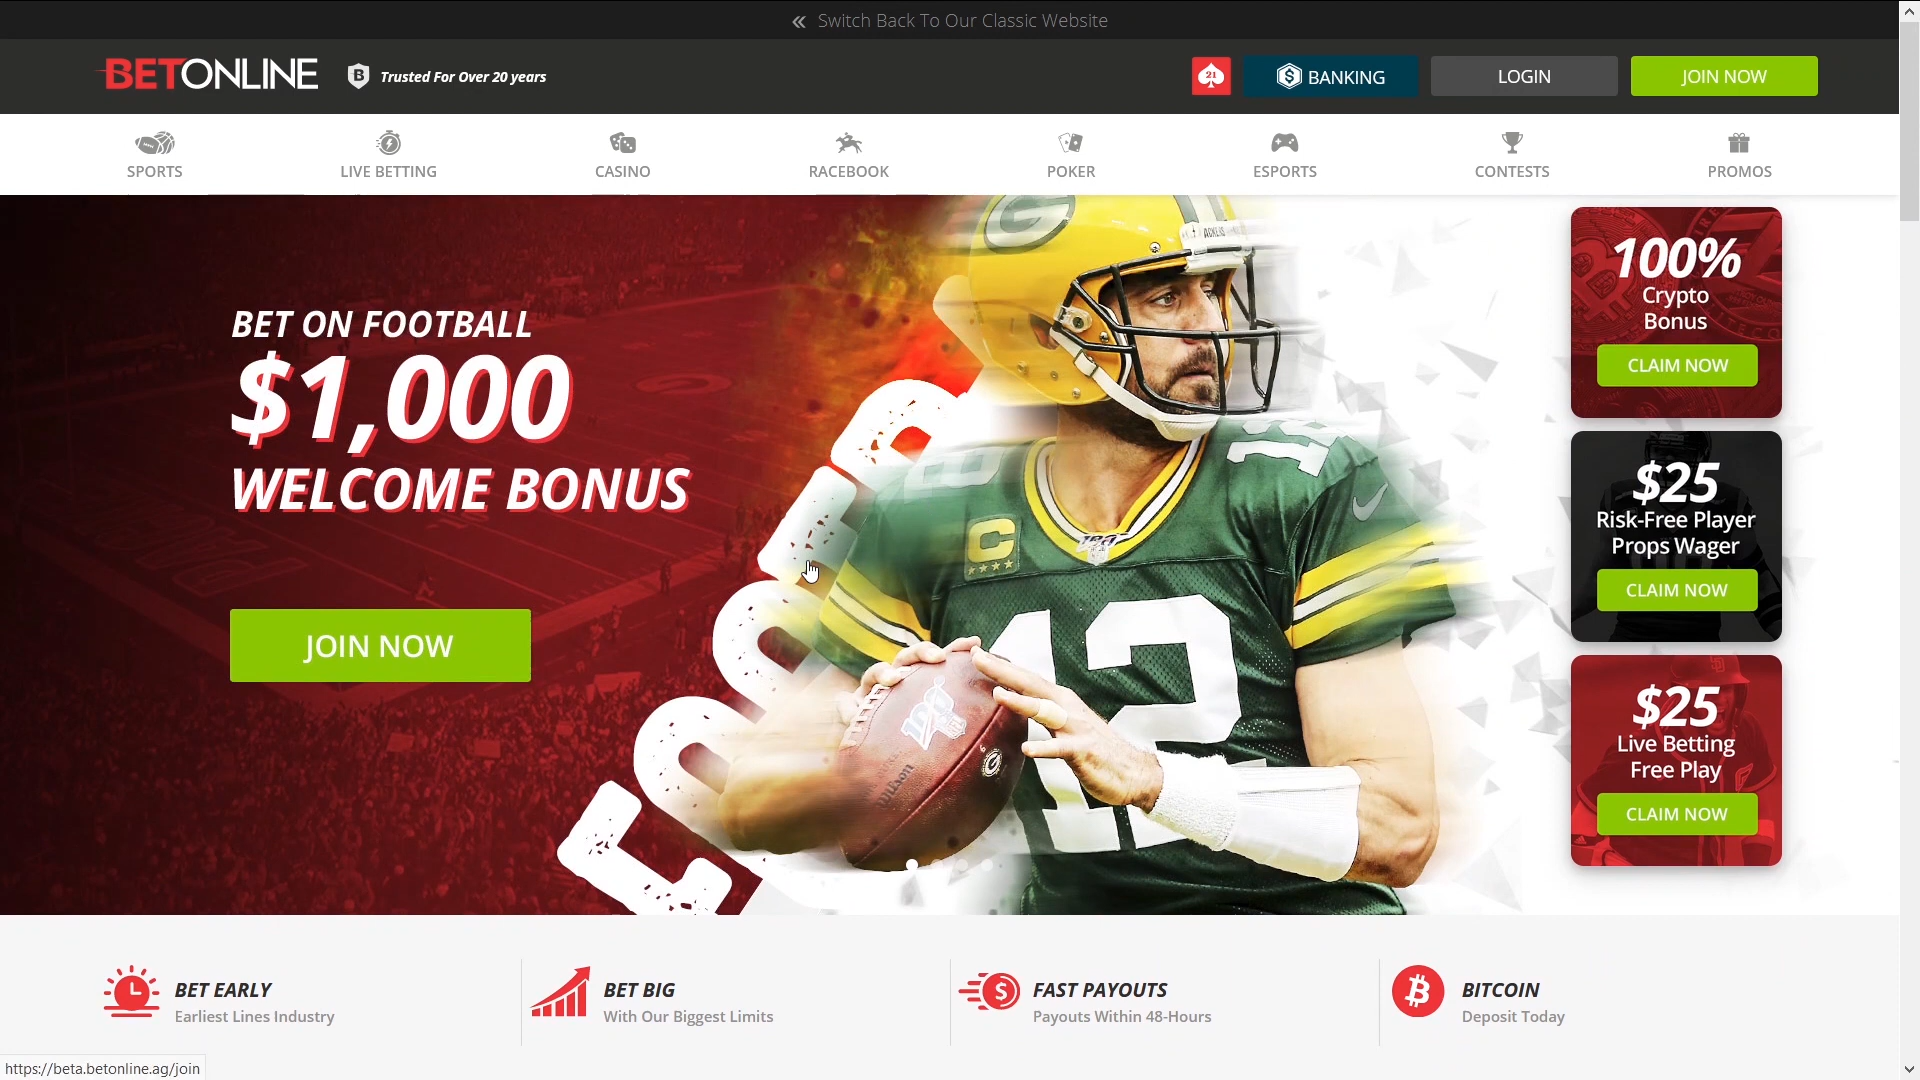 Switch Back To Our Classic Website
BETONLINE
B
Trusted For Over 20 years
21
BANKING
LOGIN
JOIN NOW
SPORTS
LIVE BETTING
CASINO
RACEBOOK
POKER
ESPORTS
CONTESTS
PROMOS
BET ON FOOTBALL
$1,000
WELCOME BONUS
JOIN NOW
G
12
C
12
Wilson
G
100%
Crypto
Bonus
CLAIM NOW
$25
Risk-Free Player
Props Wager
CLAIM NOW
$25
Live Betting
Free Play
CLAIM NOW
BET EARLY
Earliest Lines Industry
BET BIG
With Our Biggest Limits
FAST PAYOUTS
Payouts Within 48-Hours
BITCOIN
Deposit Today
https://beta.betonline.ag/join